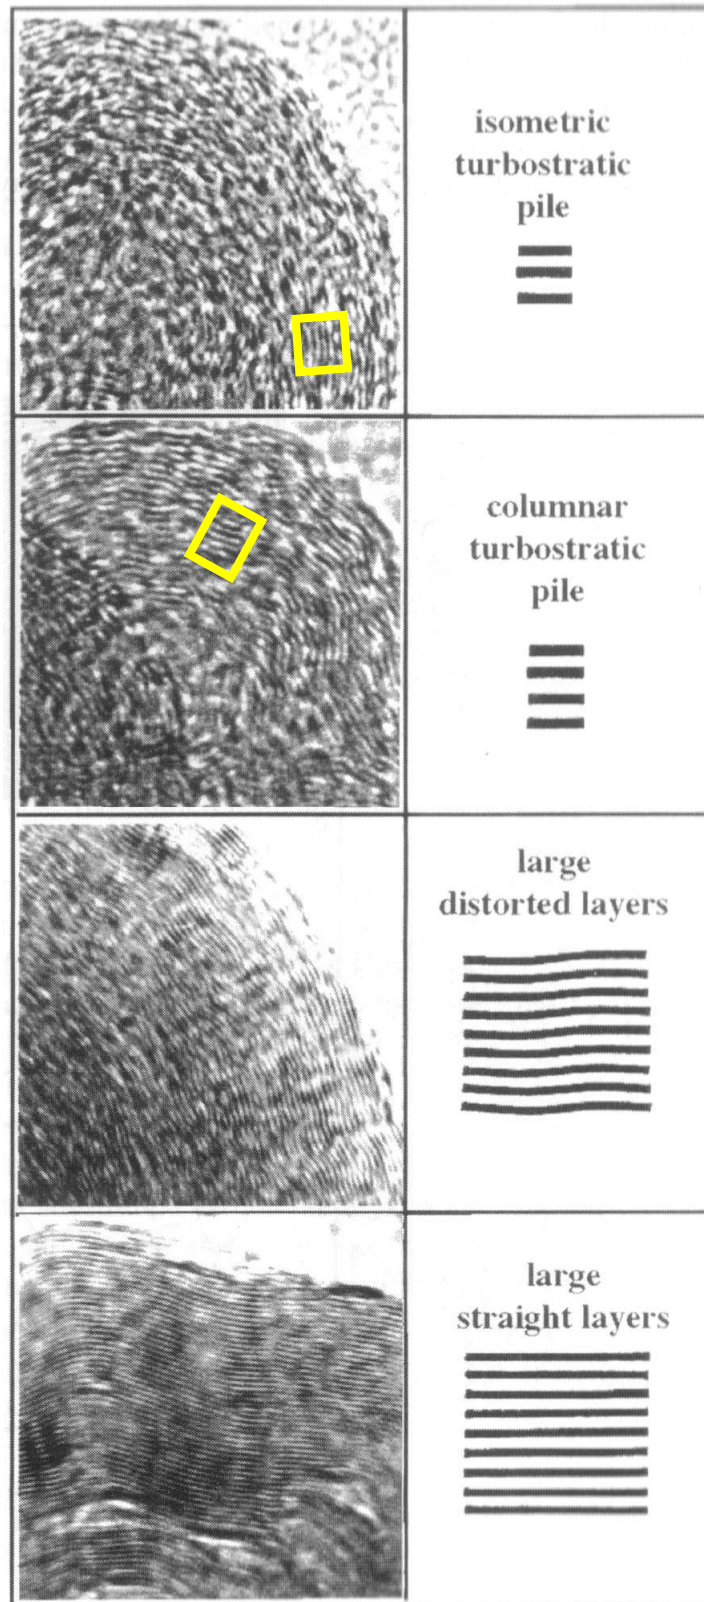 isometric
turbostratic
pile
columnar
turbostratic
pile
large
distorted layers
large
straight layers